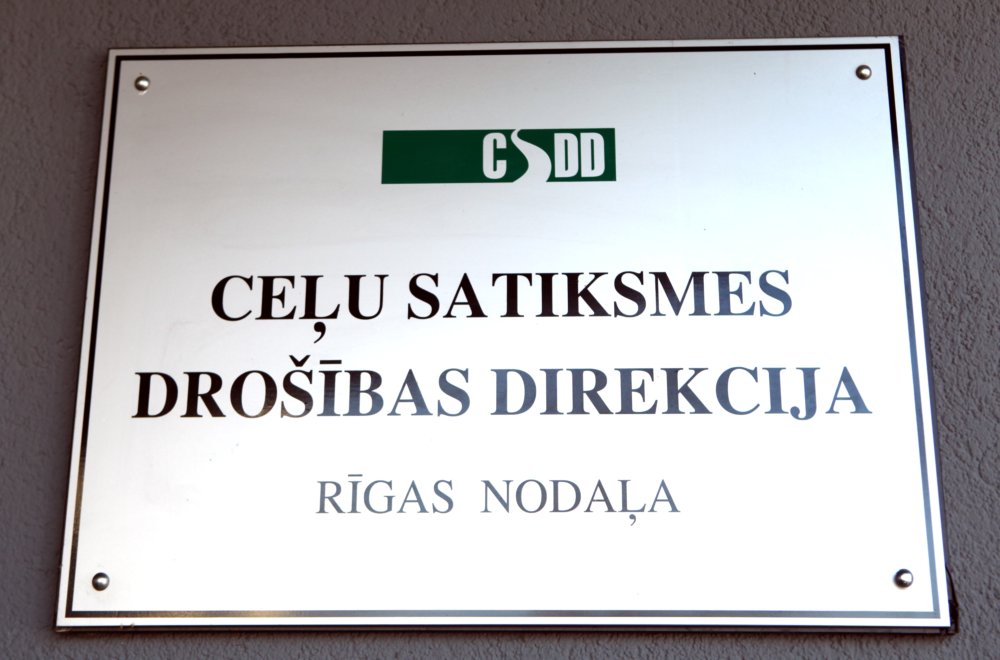 CSDD
CEĻU SATIKSMES
DROŠĪBAS DIREKCIJA
RĪGAS NODAĻA